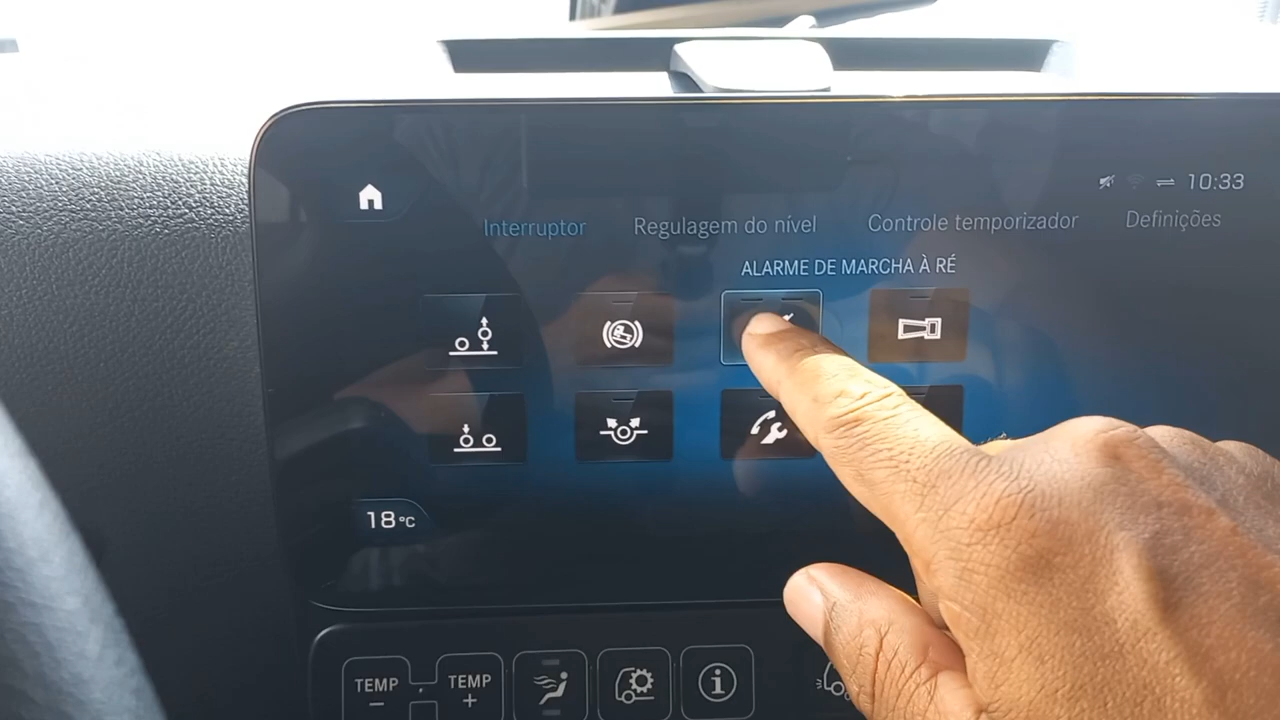 10:33
Interruptor Regulagem do nível Controle temporizador Definições
ALARME DE MARCHA À RÉ
18°C
TEMP − TEMP +